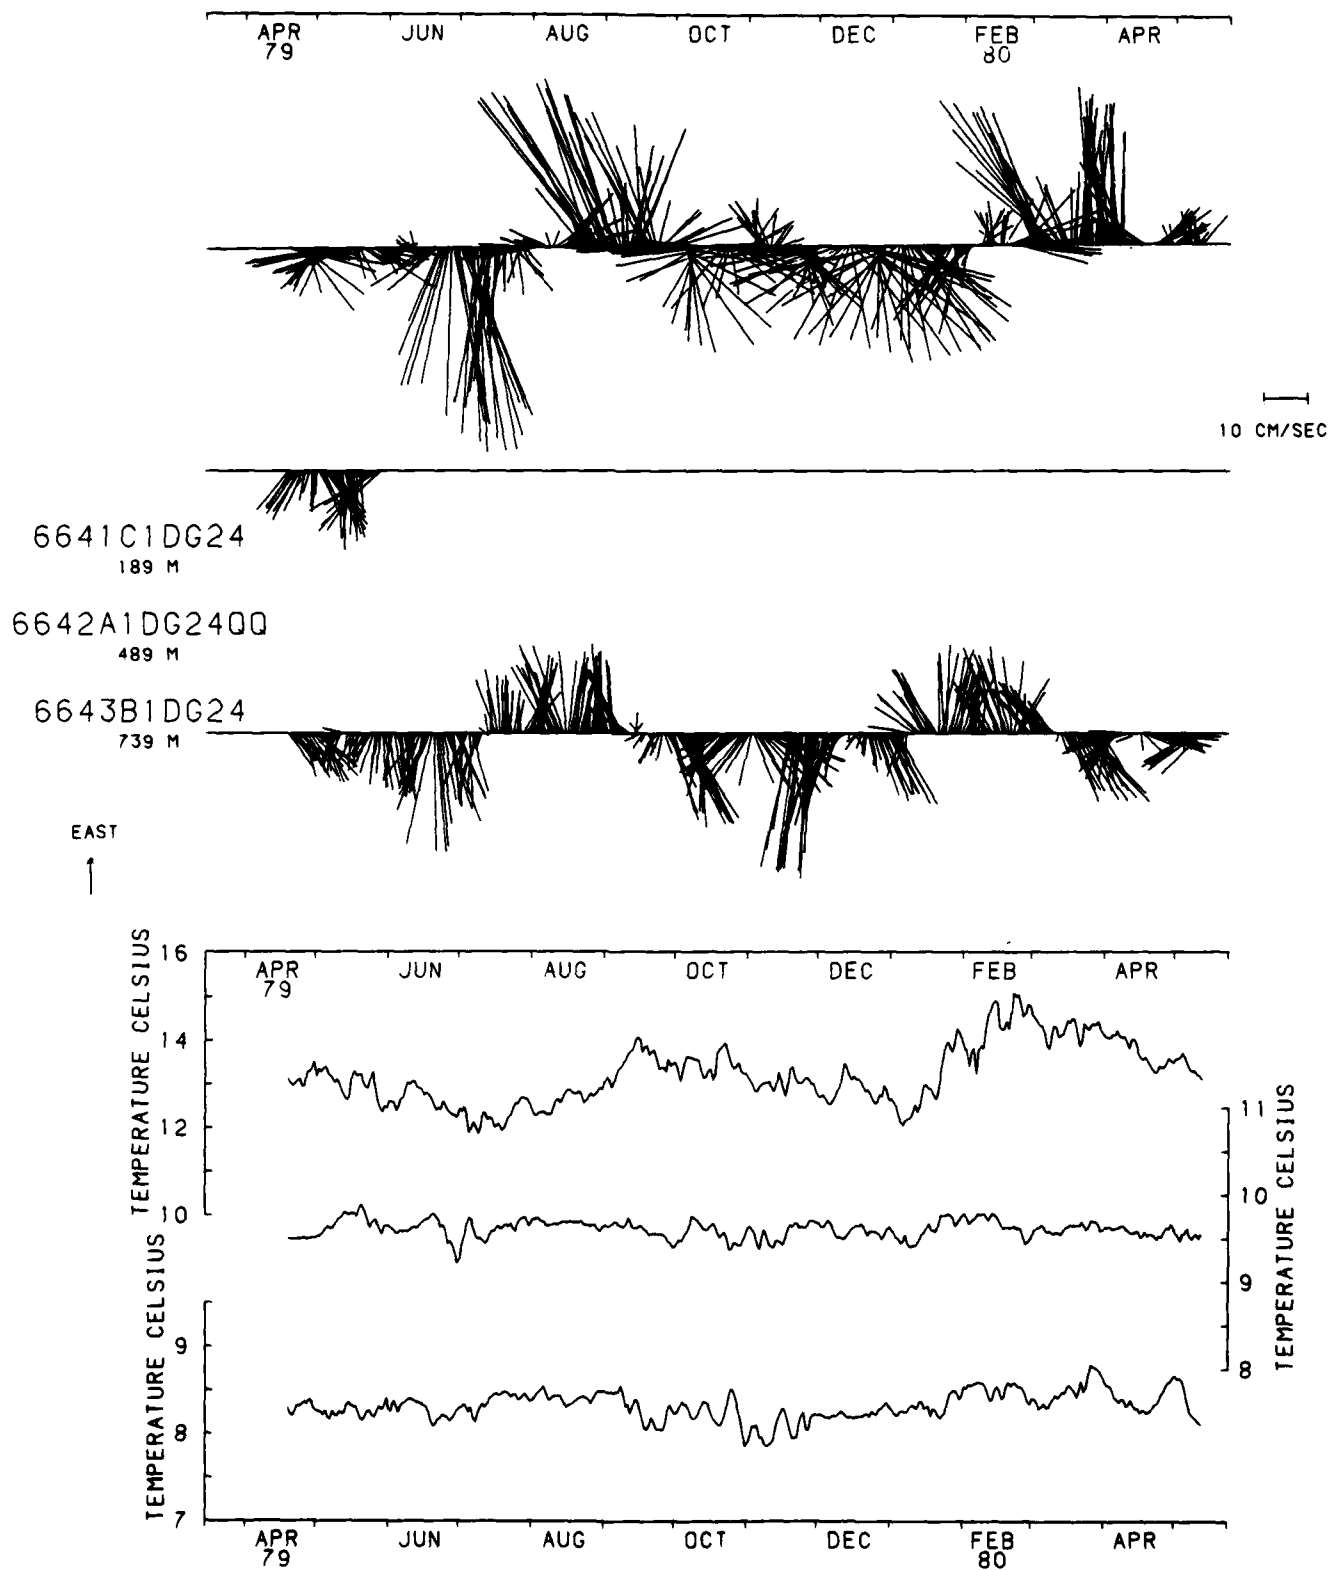 APR JUN AUG OCT DEC FEB APR
79 80
10 CM/SEC
6641C1DG24
189 M
6642A1DG24QQ
489 M
6643B1DG24
739 M
EAST
16 APR JUN AUG OCT DEC FEB APR
79
14
12
10
TEMPERATURE CELSIUS
11
10
9
8
TEMPERATURE CELSIUS
9
8
7
TEMPERATURE CELSIUS
APR JUN AUG OCT DEC FEB APR
79 80